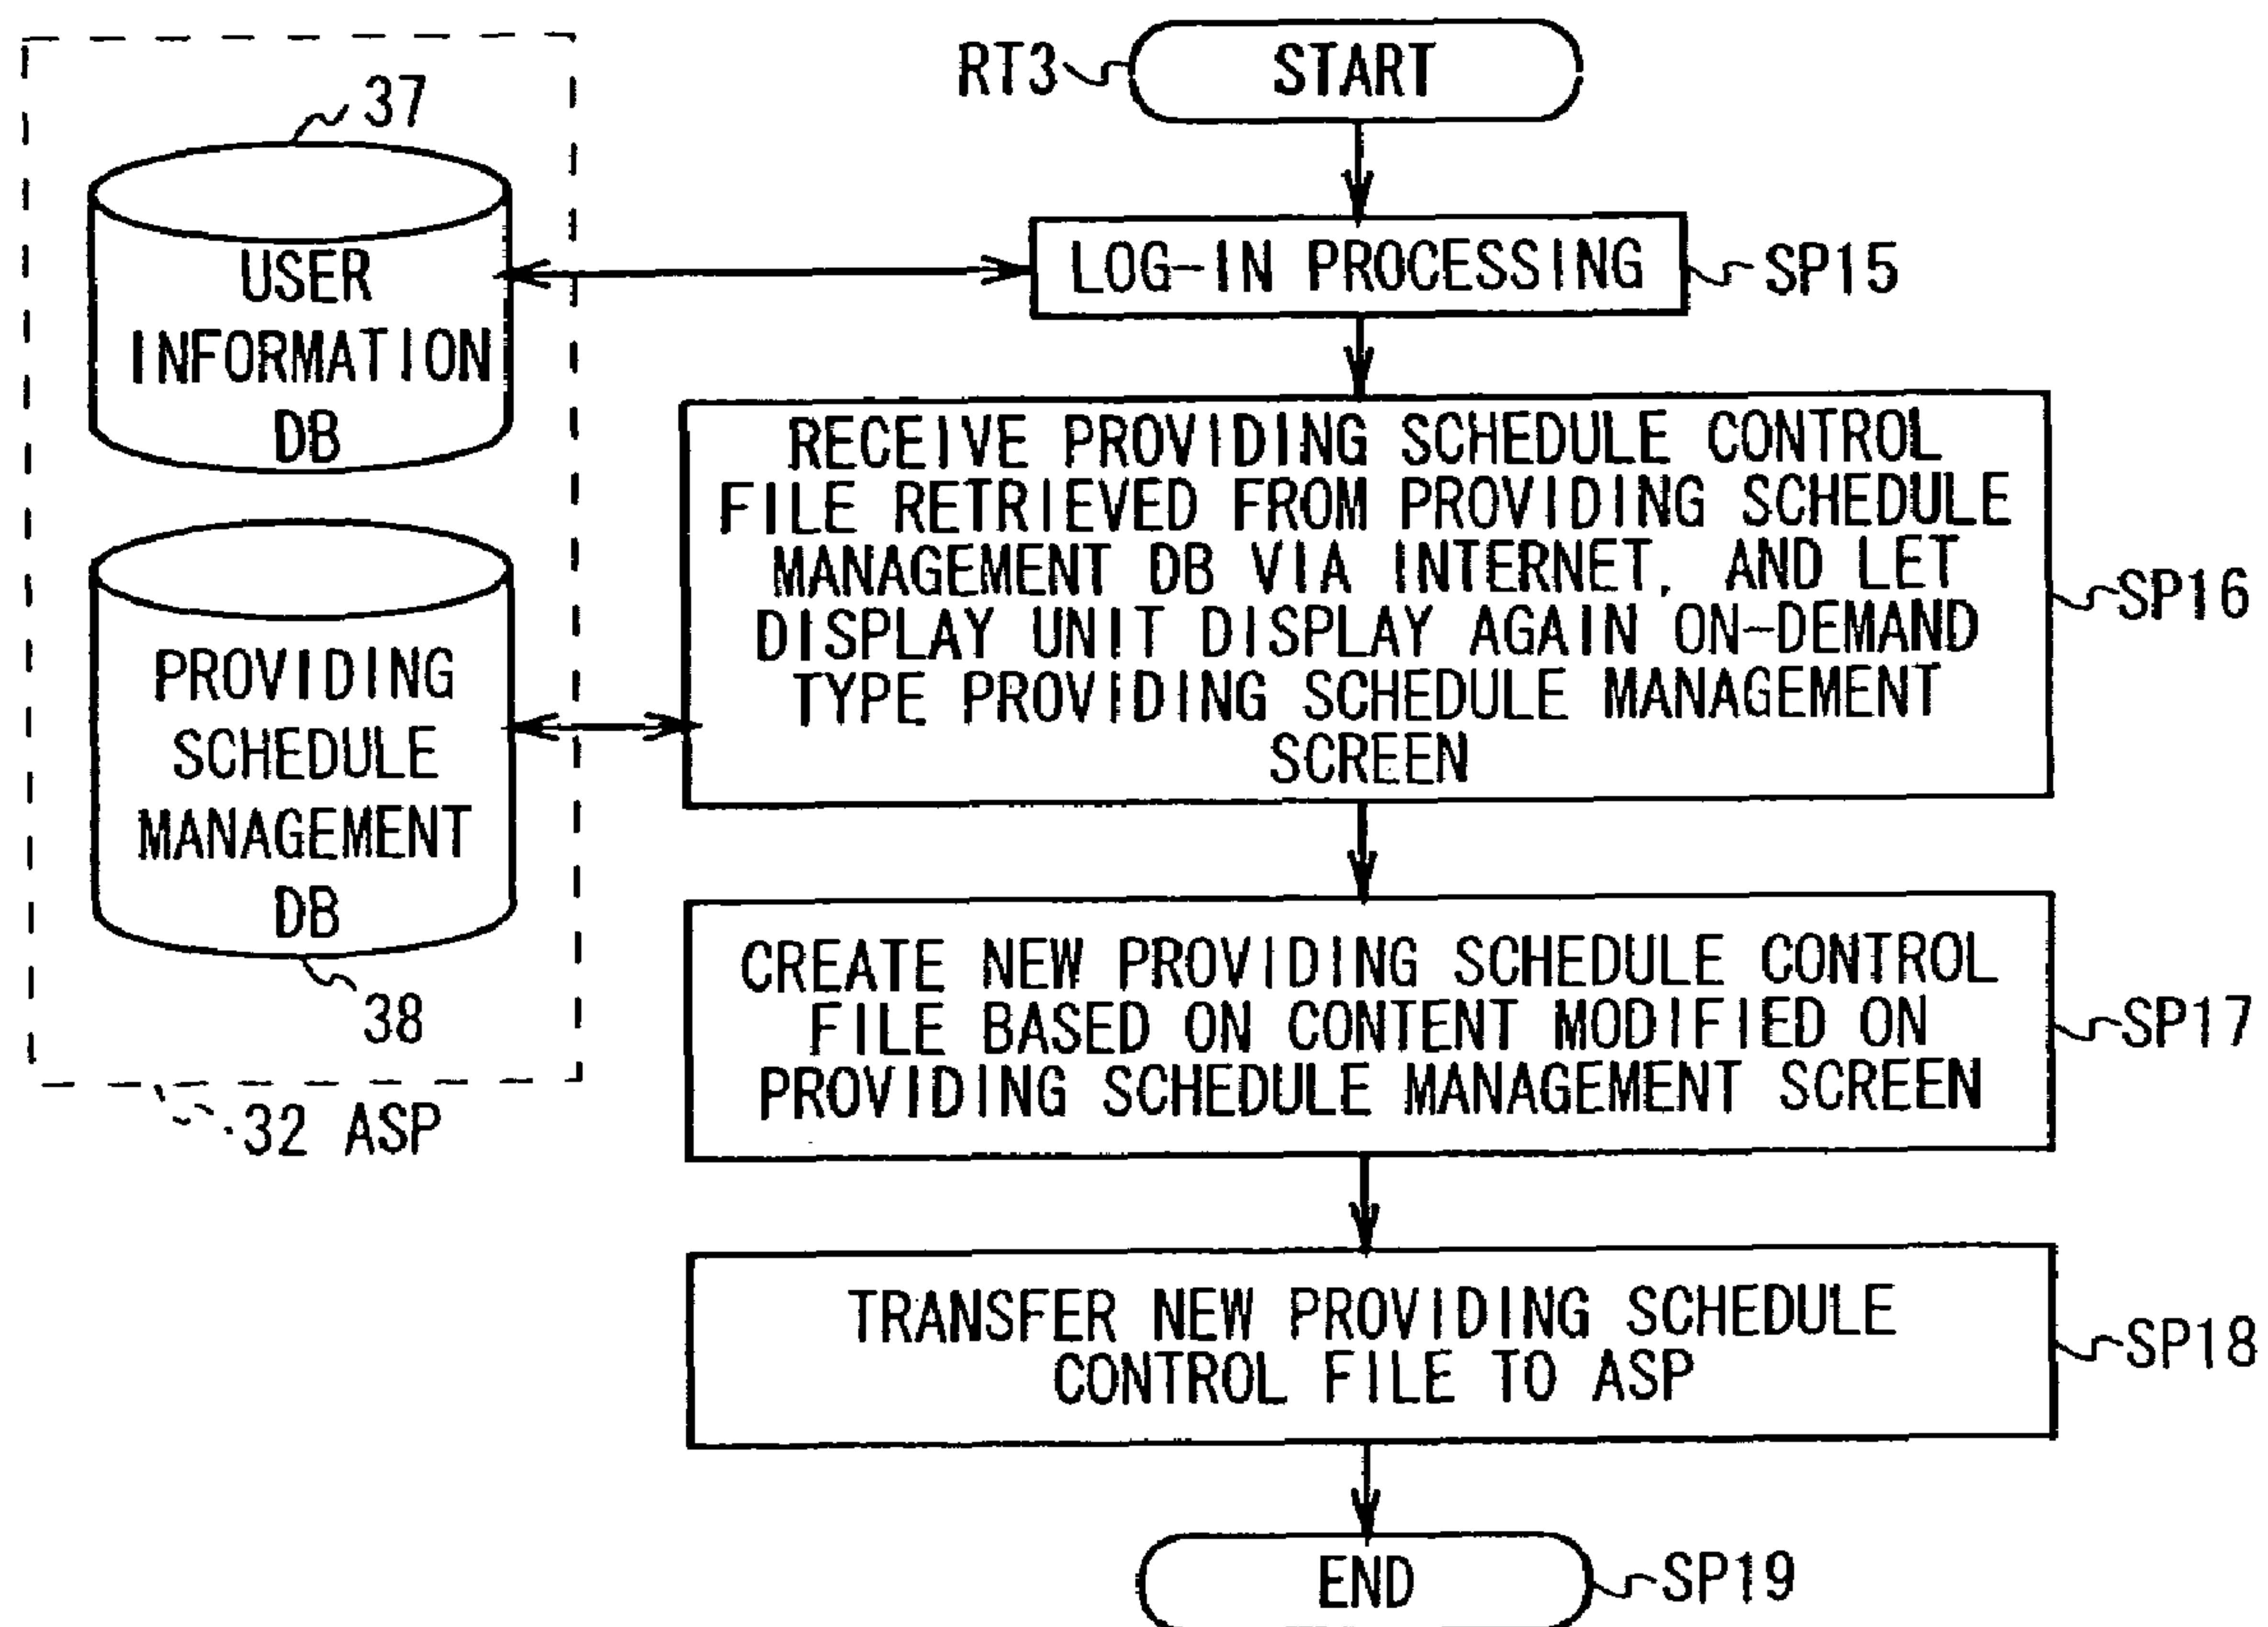 RT3
START
37
USER
INFORMATION
DB
LOG-IN PROCESSING
SP15
RECEIVE PROVIDING SCHEDULE CONTROL
FILE RETRIEVED FROM PROVIDING SCHEDULE
MANAGEMENT DB VIA INTERNET, AND LET
DISPLAY UNIT DISPLAY AGAIN ON-DEMAND
TYPE PROVIDING SCHEDULE MANAGEMENT
SCREEN
SP16
PROVIDING
SCHEDULE
MANAGEMENT
DB
38
32 ASP
CREATE NEW PROVIDING SCHEDULE CONTROL
FILE BASED ON CONTENT MODIFIED ON
PROVIDING SCHEDULE MANAGEMENT SCREEN
SP17
TRANSFER NEW PROVIDING SCHEDULE
CONTROL FILE TO ASP
SP18
END
SP19